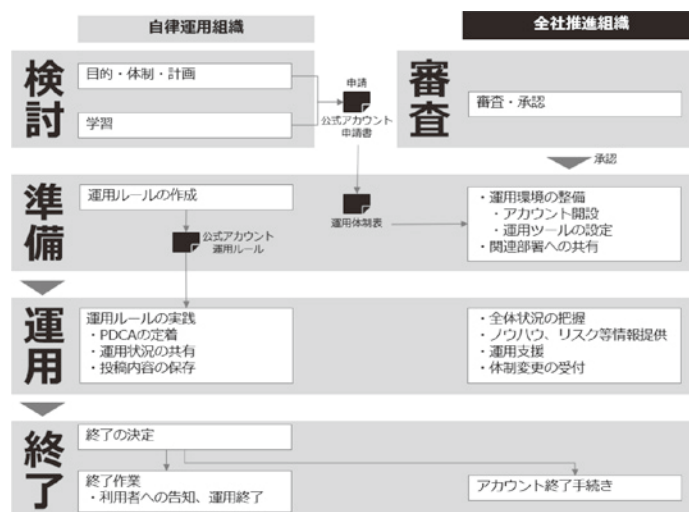 自律運用組織
全社推進組織
検討
目的・体制・計画
学習
申請
公式アカウント
申請書
審査
審査・承認
承認
準備
運用ルールの作成
公式アカウント
運用ルール
運用体制表
・運用環境の整備
・アカウント開設
・運用ツールの設定
・関連部署への共有
運用
運用ルールの実践
・PDCAの定着
・運用状況の共有
・投稿内容の保存
・全体状況の把握
・ノウハウ、リスク等情報提供
・運用支援
・体制変更の受付
終了
終了の決定
終了作業
・利用者への告知、運用終了
アカウント終了手続き